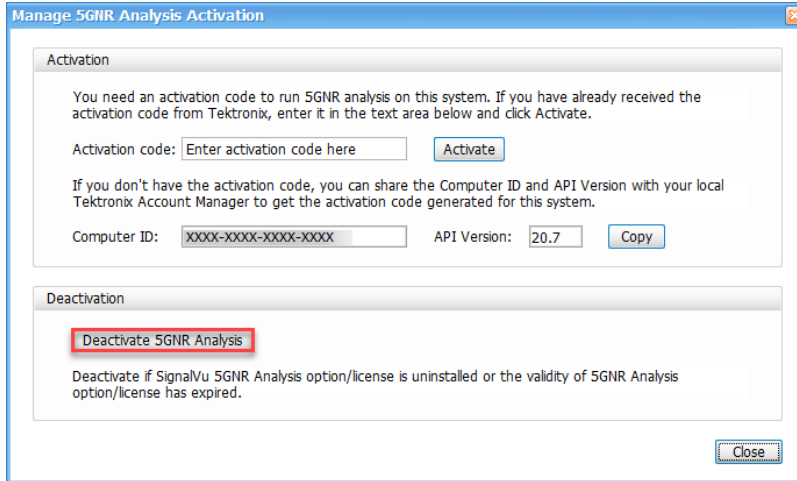 Manage 5GNR Analysis Activation
Activation
You need an activation code to run 5GNR analysis on this system. If you have already received the
activation code from Tektronix, enter it in the text area below and click Activate.
Activation code: Enter activation code here Activate
If you don't have the activation code, you can share the Computer ID and API Version with your local
Tektronix Account Manager to get the activation code generated for this system.
Computer ID: XXXX-XXXX-XXXX-XXXX API Version: 20.7 Copy
Deactivation
Deactivate 5GNR Analysis
Deactivate if SignalVu 5GNR Analysis option/license is uninstalled or the validity of 5GNR Analysis
option/license has expired.
Close